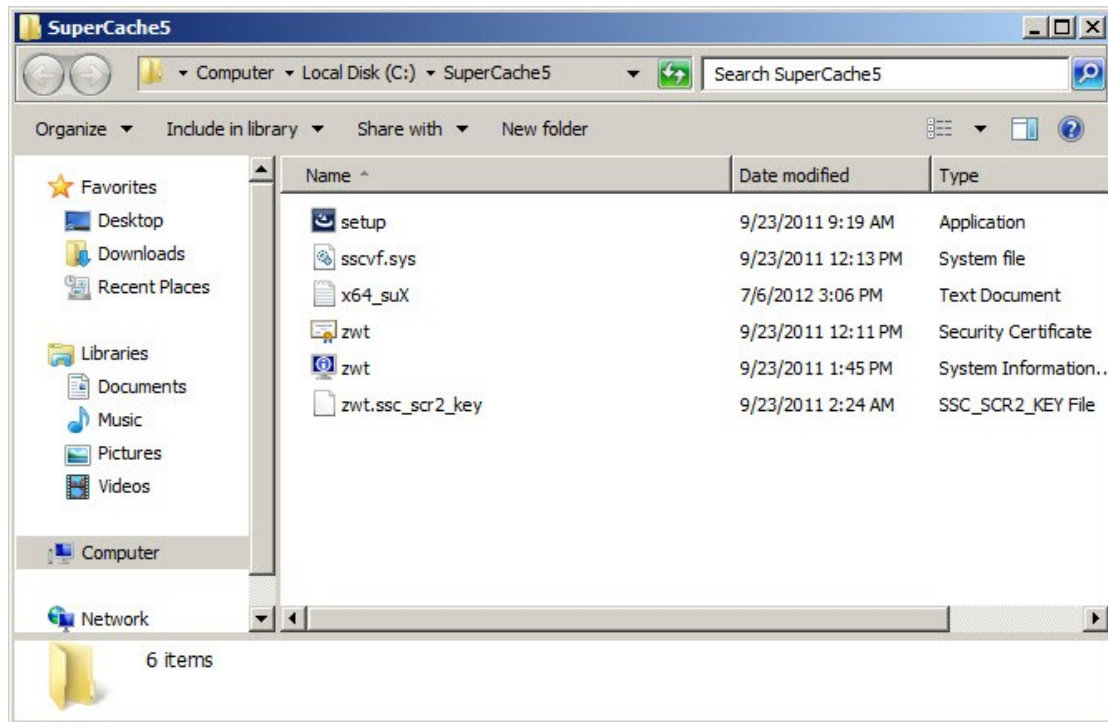 SuperCache5
Computer Local Disk (C:) SuperCache5 Search SuperCache5
Organize Include in library Share with New folder
Name Date modified Type
Favorites
Desktop
Downloads
Recent Places
Libraries
Documents
Music
Pictures
Videos
Computer
Network
setup 9/23/2011 9:19 AM Application
sscvf.sys 9/23/2011 12:13 PM System file
x64_suX 7/6/2012 3:06 PM Text Document
zwt 9/23/2011 12:11 PM Security Certificate
zwt 9/23/2011 1:45 PM System Information..
zwt.ssc_scr2_key 9/23/2011 2:24 AM SSC_SCR2_KEY File
6 items